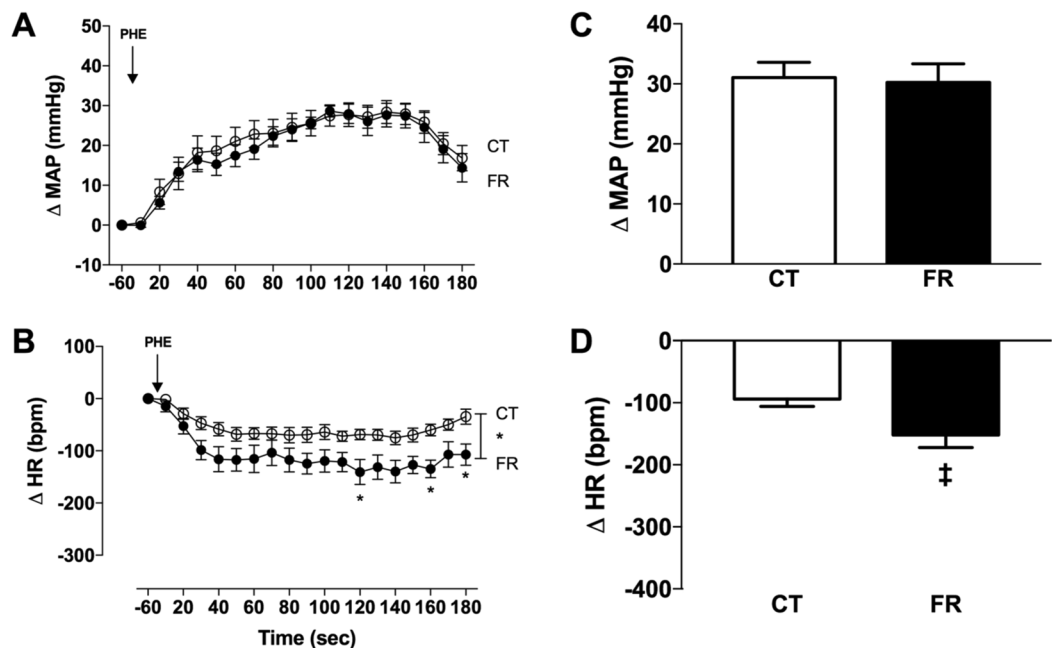 A
PHE
50
40
30
20
10
0
-10
Δ MAP (mmHg)
CT
FR
-60 20 40 60 80 100 120 140 160 180
B
PHE
100
0
-100
-200
-300
Δ HR (bpm)
CT
*
FR
* * *
-60 20 40 60 80 100 120 140 160 180
Time (sec)
C
40
30
20
10
0
Δ MAP (mmHg)
CT FR
D
0
-100
-200
-300
-400
Δ HR (bpm)
‡
CT FR